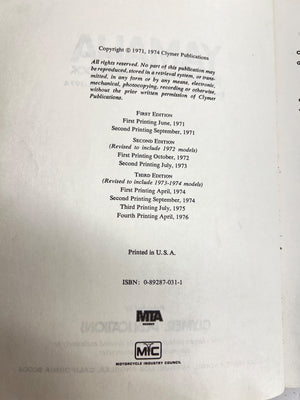 Copyright © 1971, 1974 Clymer Publications
All rights reserved. No part of this publication may
be reproduced, stored in a retrieval system, or trans-
mitted, in any form or by any means, electronic,
mechanical, photocopying, recording or otherwise,
without the prior written permission of Clymer
Publications.
FIRST EDITION
First Printing June, 1971
Second Printing September, 1971
SECOND EDITION
(Revised to include 1972 models)
First Printing October, 1972
Second Printing July, 1973
THIRD EDITION
(Revised to include 1973-1974 models)
First Printing April, 1974
Second Printing September, 1974
Third Printing July, 1975
Fourth Printing April, 1976
Printed in U.S.A.
ISBN: 0-89287-031-1
MTA
MEMBER
MIC
MOTORCYCLE INDUSTRY COUNCIL